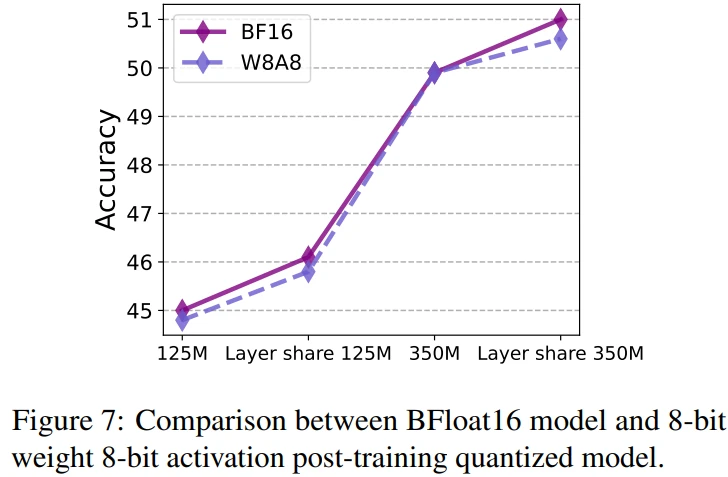 51
50
49
48
47
46
45
Accuracy
BF16
W8A8
125M
Layer share 125M
350M
Layer share 350M
Figure 7: Comparison between BFloat16 model and 8-bit
weight 8-bit activation post-training quantized model.